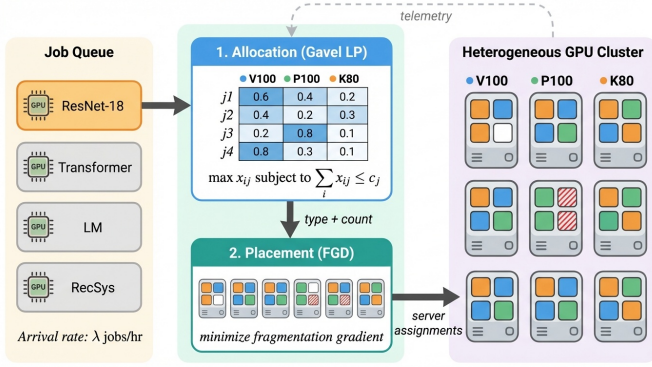 telemetry
Job Queue
GPU ResNet-18
GPU Transformer
GPU LM
GPU RecSys
Arrival rate: λ jobs/hr
1. Allocation (Gavel LP)
V100 P100 K80
j1 0.6 0.4 0.2
j2 0.4 0.2 0.3
j3 0.2 0.8 0.1
j4 0.8 0.3 0.1
max xij subject to ∑i xij ≤ cj
type + count
2. Placement (FGD)
minimize fragmentation gradient
server
assignments
Heterogeneous GPU Cluster
V100 P100 K80